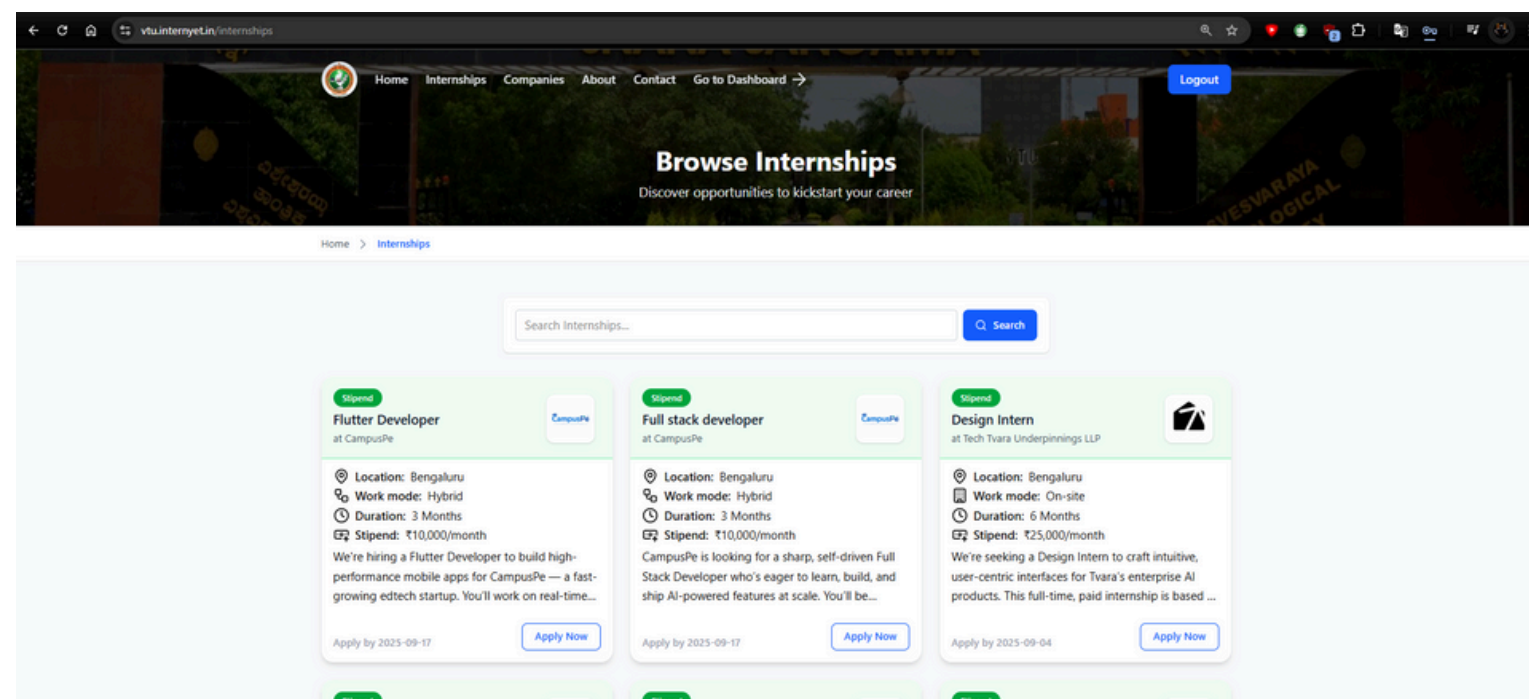 vtu.internyet.in/internships
Home Internships Companies About Contact Go to Dashboard
Logout
Browse Internships
Discover opportunities to kickstart your career
VTU
Home > Internships
Search Internships...
Search
Stipend
Flutter Developer
at CampusPe
CampusPe
Location: Bengaluru
Work mode: Hybrid
Duration: 3 Months
Stipend: ₹10,000/month
We're hiring a Flutter Developer to build high-
performance mobile apps for CampusPe — a fast-
growing edtech startup. You'll work on real-time...
Apply by 2025-09-17
Apply Now
Stipend
Full stack developer
at CampusPe
CampusPe
Location: Bengaluru
Work mode: Hybrid
Duration: 3 Months
Stipend: ₹10,000/month
CampusPe is looking for a sharp, self-driven Full
Stack Developer who's eager to learn, build, and
ship AI-powered features at scale. You'll be...
Apply by 2025-09-17
Apply Now
Stipend
Design Intern
at Tech Tvara Underpinnings LLP
Location: Bengaluru
Work mode: On-site
Duration: 6 Months
Stipend: ₹25,000/month
We're seeking a Design Intern to craft intuitive,
user-centric interfaces for Tvara's enterprise AI
products. This full-time, paid internship is based ...
Apply by 2025-09-04
Apply Now
Stipend
Stipend
Stipend